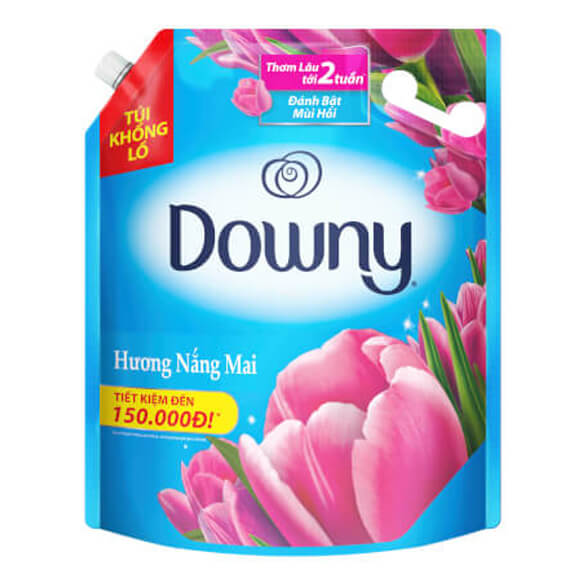 TÚI
KHỔNG
LỒ
Thơm Lâu
tới 2 tuần*
Đánh Bật
Mùi Hôi
Downy®
Hương Nắng Mai
TIẾT KIỆM ĐẾN
150.000Đ!*